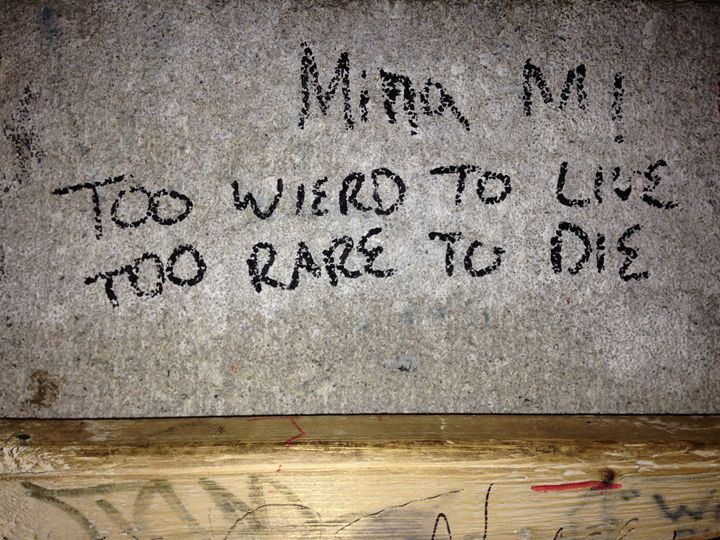 Mina M!
TOO WIERD TO LIVE
TOO RARE TO DIE